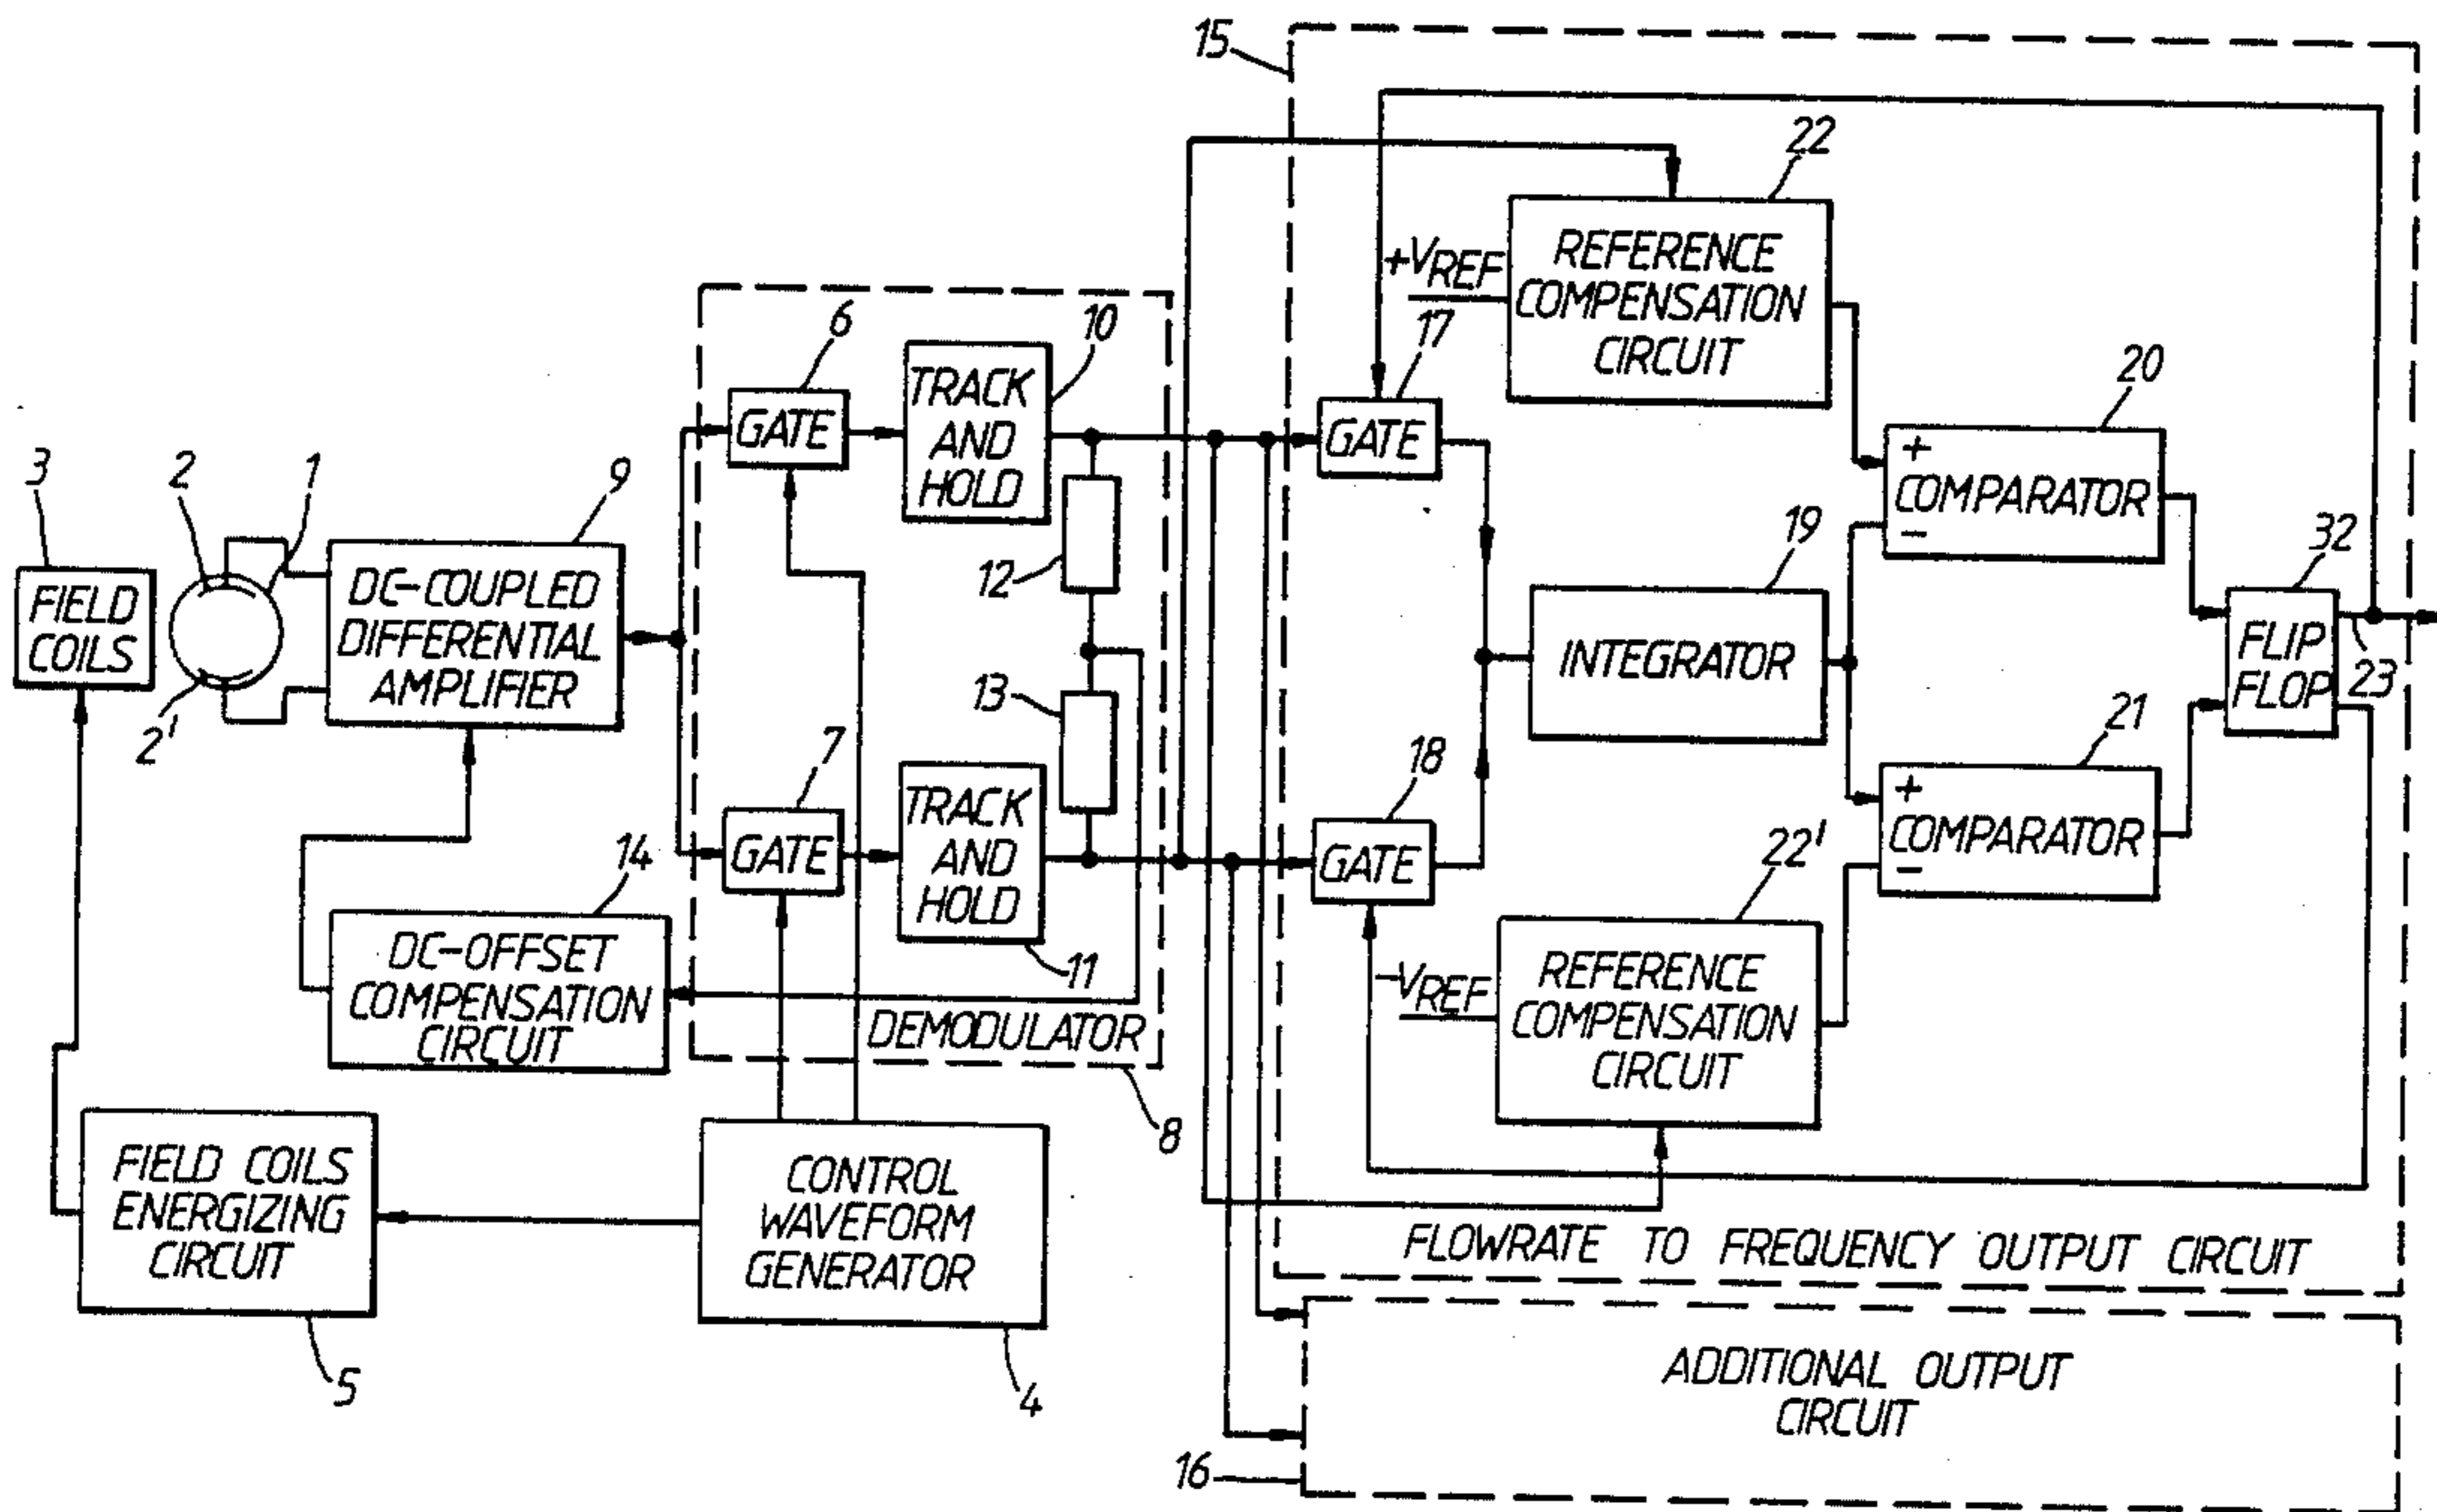 15
22
REFERENCE
COMPENSATION
CIRCUIT
+VREF
6
10
17
GATE
TRACK
AND
HOLD
GATE
20
+
COMPARATOR
-
3
2
1
9
12
19
32
FIELD
COILS
DC-COUPLED
DIFFERENTIAL
AMPLIFIER
INTEGRATOR
FLIP
FLOP
23
2'
13
7
18
21
GATE
TRACK
AND
HOLD
GATE
+
COMPARATOR
-
14
11
22'
DC-OFFSET
COMPENSATION
CIRCUIT
DEMODULATOR
-VREF
REFERENCE
COMPENSATION
CIRCUIT
8
FIELD COILS
ENERGIZING
CIRCUIT
CONTROL
WAVEFORM
GENERATOR
FLOWRATE TO FREQUENCY OUTPUT CIRCUIT
5
4
ADDITIONAL OUTPUT
CIRCUIT
16